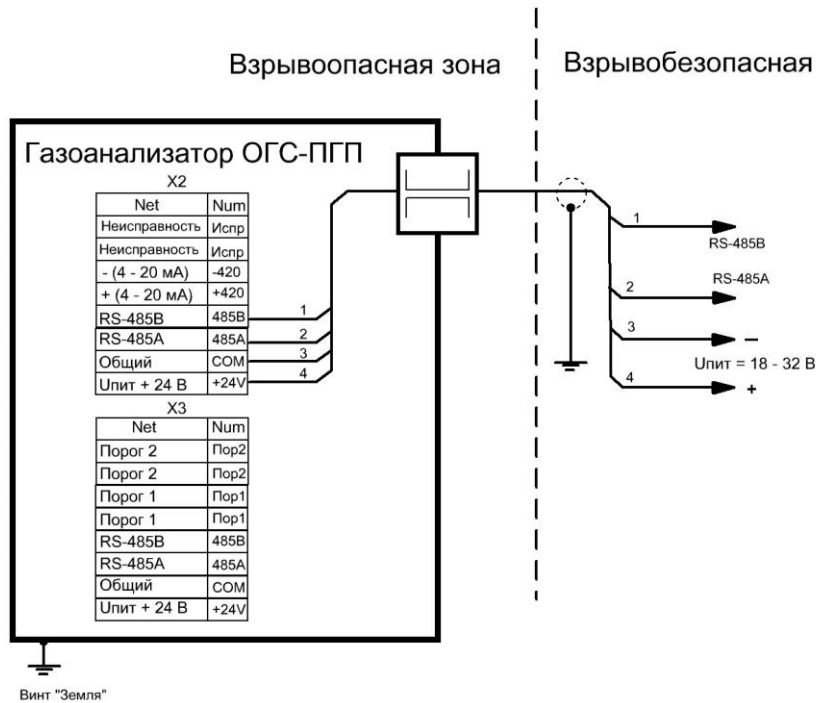 Взрывоопасная зона
Взрывобезопасная
Газоанализатор ОГС-ПГП
X2
Net Num
Неисправность Испр
Неисправность Испр
- (4 - 20 мА) -420
+ (4 - 20 мА) +420
RS-485B 485B 1
RS-485A 485A 2
Общий COM 3
Uпит + 24 В +24V 4
X3
Net Num
Порог 2 Пор2
Порог 2 Пор2
Порог 1 Пор1
Порог 1 Пор1
RS-485B 485B
RS-485A 485A
Общий COM
Uпит + 24 В +24V
Винт "Земля"
1
RS-485B
RS-485A
2
3 –
Uпит = 18 - 32 В
4 +